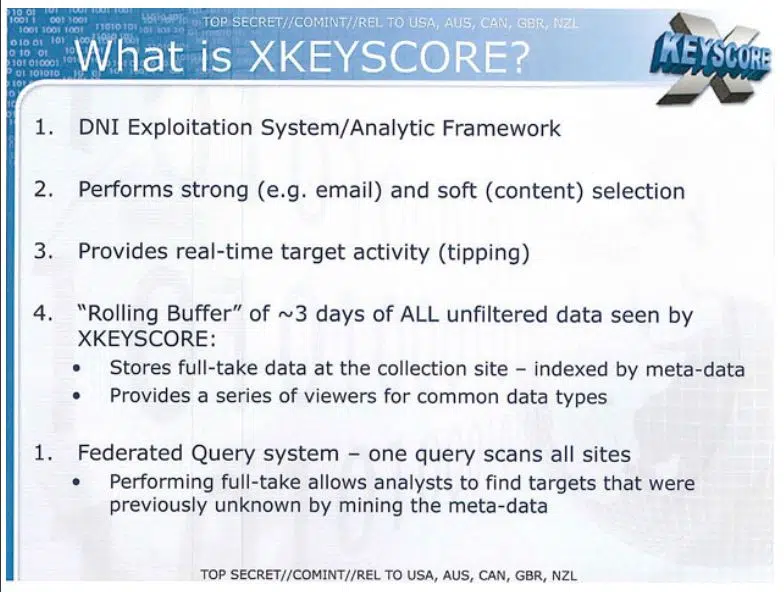 TOP SECRET//COMINT//REL TO USA, AUS, CAN, GBR, NZL
What is XKEYSCORE?
XKEYSCORE
1. DNI Exploitation System/Analytic Framework
2. Performs strong (e.g. email) and soft (content) selection
3. Provides real-time target activity (tipping)
4. “Rolling Buffer” of ~3 days of ALL unfiltered data seen by
XKEYSCORE:
• Stores full-take data at the collection site – indexed by meta-data
• Provides a series of viewers for common data types
1. Federated Query system – one query scans all sites
• Performing full-take allows analysts to find targets that were
previously unknown by mining the meta-data
TOP SECRET//COMINT//REL TO USA, AUS, CAN, GBR, NZL